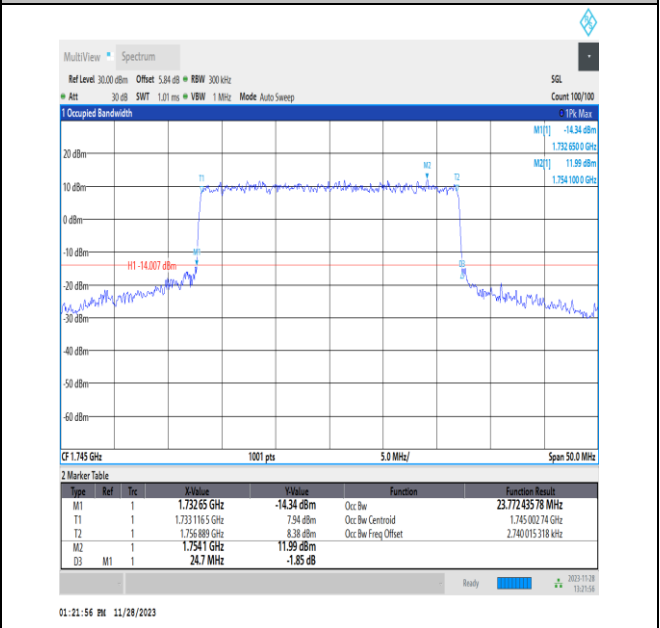 MultiView Spectrum
Ref Level 30.00 dBm Offset 5.84 dB RBW 300 kHz SGL
Att 30 dB SWT 1.01 ms VBW 1 MHz Mode Auto Sweep Count 100/100
1 Occupied Bandwidth 1Pk Max
M1[1] -14.34 dBm
1.732 650 0 GHz
M2[1] 11.99 dBm
1.754 100 0 GHz
20 dBm
M2
T1 T2
10 dBm
0 dBm
-10 dBm
M1
H1 -14.007 dBm
D3
-20 dBm
-30 dBm
-40 dBm
-50 dBm
-60 dBm
CF 1.745 GHz 1001 pts 5.0 MHz/ Span 50.0 MHz
2 Marker Table
Type Ref Trc X-Value Y-Value Function Function Result
M1 1 1.732 65 GHz -14.34 dBm Occ Bw 23.772 435 78 MHz
T1 1 1.733 116 5 GHz 7.94 dBm Occ Bw Centroid 1.745 002 74 GHz
T2 1 1.756 889 GHz 8.38 dBm Occ Bw Freq Offset 2.740 015 318 kHz
M2 1 1.754 1 GHz 11.99 dBm
D3 M1 1 24.7 MHz -1.85 dB
Ready 2023-11-28
13:21:56
01:21:56 PM 11/28/2023